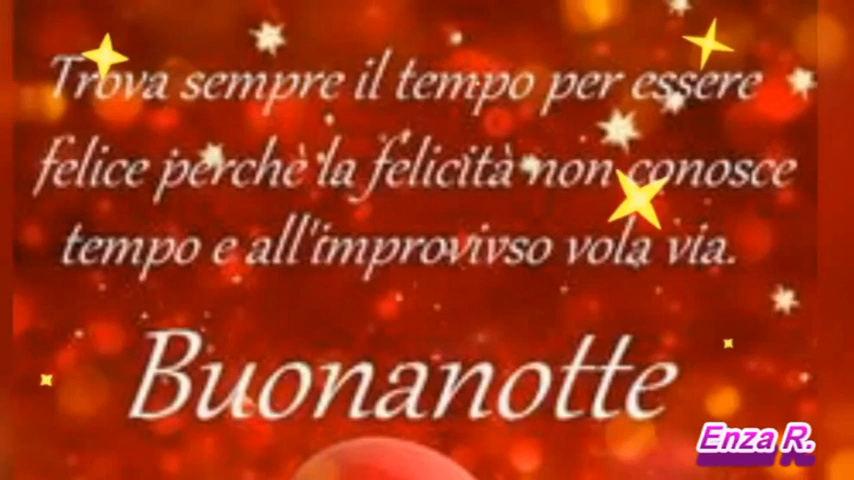 Trova sempre il tempo per essere
felice perchè la felicità non conosce
tempo e all'improvivso vola via.
Buonanotte
Enza R.